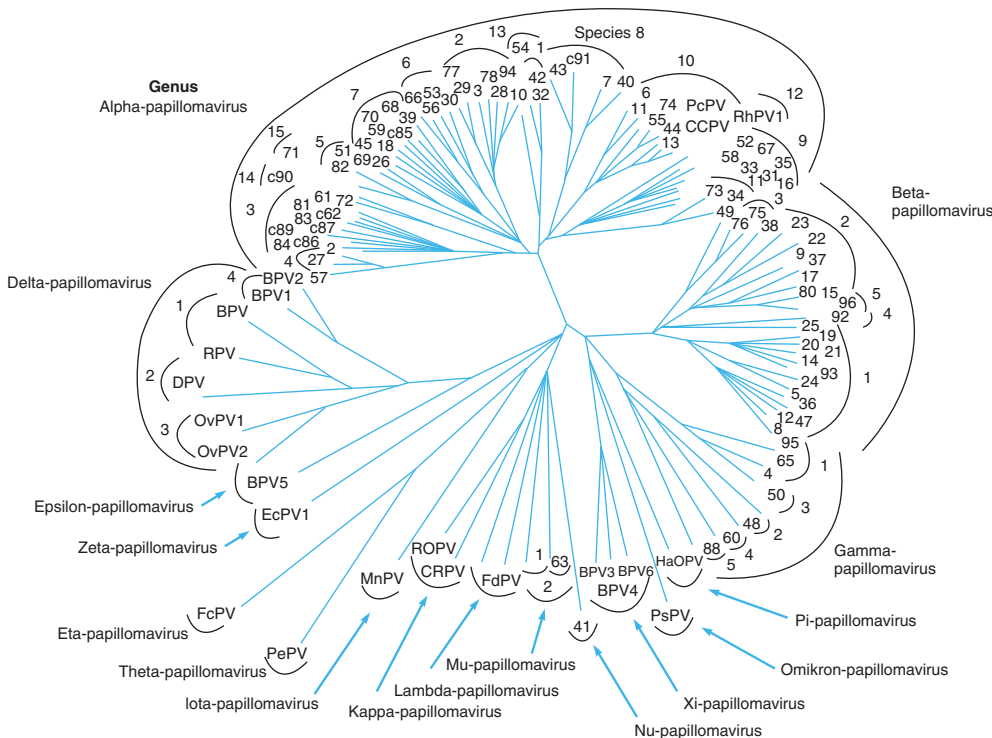 Genus
Alpha-papillomavirus
13
54
1
Species 8
2
43
c91
10
6
77
78
94
42
7
40
12
7
66
53
29
3
28
10
32
6
68
56
30
11
74
PcPV
RhPV1
70
39
55
CCPV
59
c85
44
52
67
9
15
5
51
45
18
13
58
35
71
82
69
26
33
31
14
c90
11
16
3
61
72
73
34
3
81
c62
49
75
Beta-
papillomavirus
83
c87
76
38
23
2
c89
22
84
c86
2
9
37
4
27
17
Delta-papillomavirus
4
BPV2
57
80
15
5
BPV1
96
1
BPV
92
4
25
19
20
21
RPV
14
93
2
DPV
24
1
5
36
OvPV1
12
47
3
8
OvPV2
95
BPV5
65
1
4
Epsilon-papillomavirus
EcPV1
50
3
Zeta-papillomavirus
48
2
60
4
ROPV
1
63
88
5
Gamma-
papillomavirus
MnPV
CRPV
FdPV
2
BPV3
BPV6
HaOPV
BPV4
FcPV
PsPV
Pi-papillomavirus
Eta-papillomavirus
41
PePV
Mu-papillomavirus
Omikron-papillomavirus
Theta-papillomavirus
Lambda-papillomavirus
Iota-papillomavirus
Kappa-papillomavirus
Xi-papillomavirus
Nu-papillomavirus